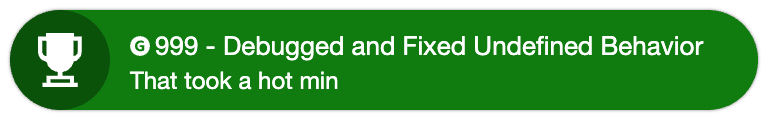 G 999 - Debugged and Fixed Undefined Behavior
That took a hot min